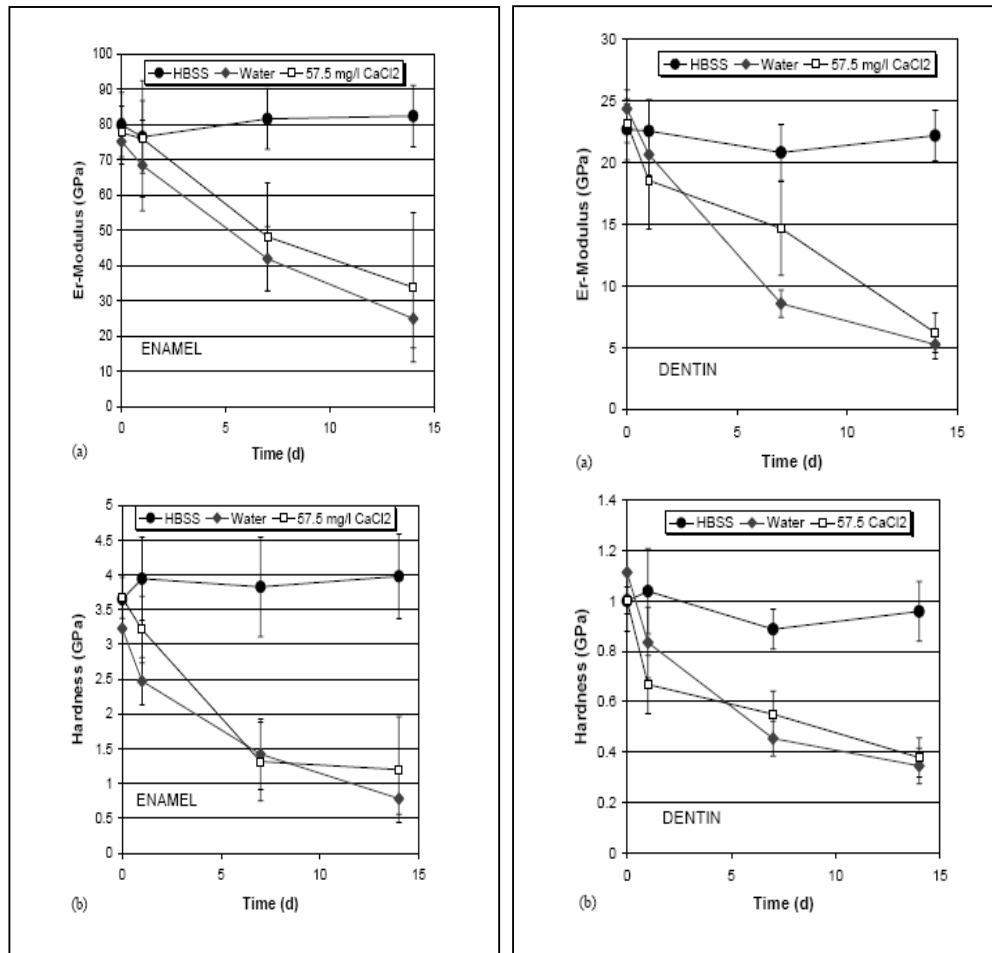 HBSS Water 57.5 mg/l CaCl2
100
90
80
70
60
50
40
30
20
10
0
Er-Modulus (GPa)
ENAMEL
0 5 10 15
(a) Time (d)
HBSS Water 57.5 mg/l CaCl2
5
4.5
4
3.5
3
2.5
2
1.5
1
0.5
0
Hardness (GPa)
ENAMEL
0 5 10 15
(b) Time (d)
HBSS Water 57.5 mg/l CaCl2
30
25
20
15
10
5
0
Er-Modulus (GPa)
DENTIN
0 5 10 15
(a) Time (d)
HBSS Water 57.5 CaCl2
1.4
1.2
1
0.8
0.6
0.4
0.2
0
Hardness (GPa)
DENTIN
0 5 10 15
(b) Time (d)